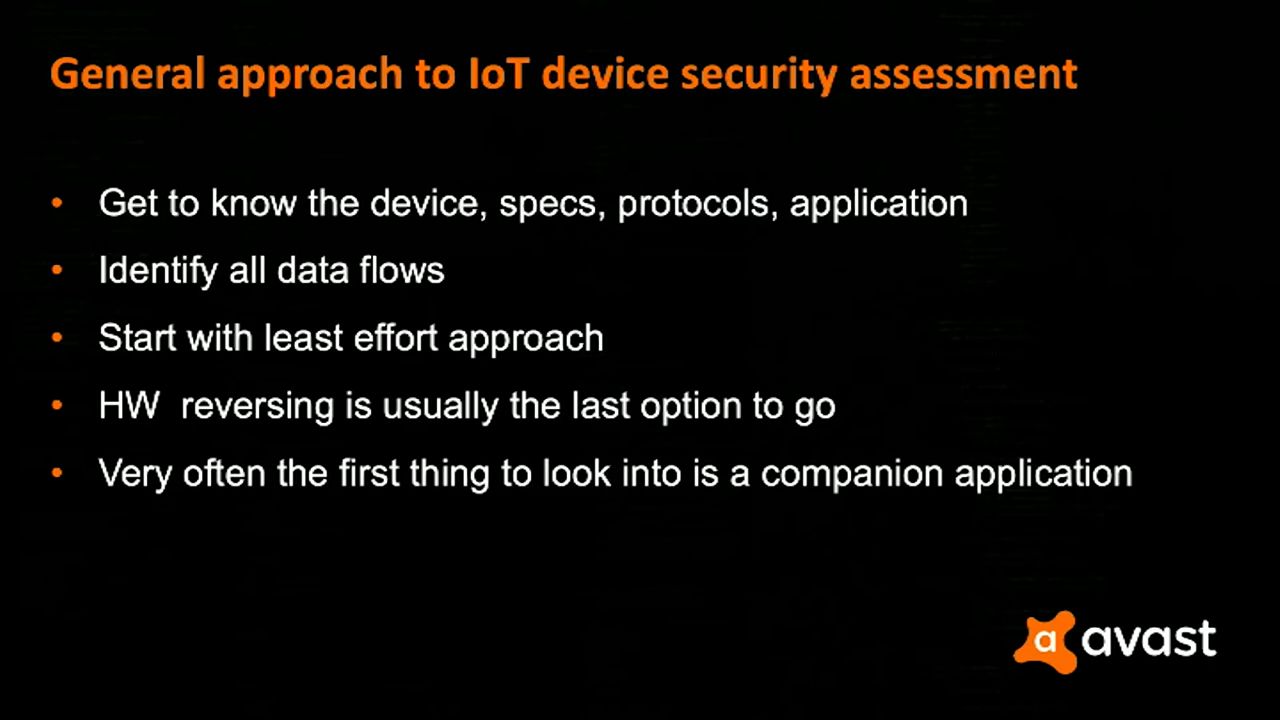 General approach to IoT device security assessment
• Get to know the device, specs, protocols, application
• Identify all data flows
• Start with least effort approach
• HW  reversing is usually the last option to go
• Very often the first thing to look into is a companion application
a avast